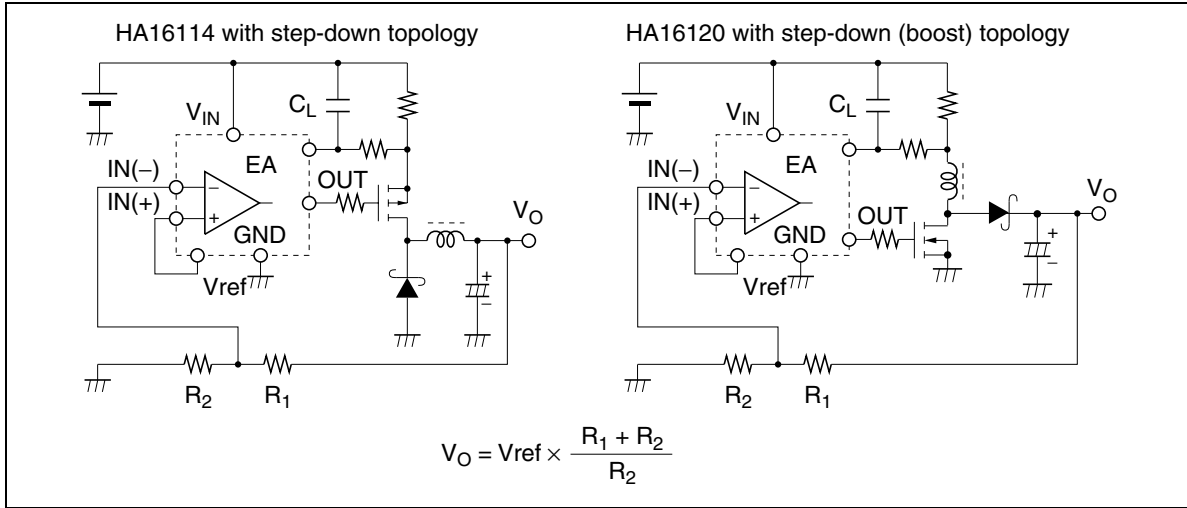 HA16114 with step-down topology
V_IN
C_L
EA
IN(−)
IN(+)
−
+
OUT
GND
Vref
V_O
+
−
R_2
R_1
HA16120 with step-down (boost) topology
V_IN
C_L
EA
IN(−)
IN(+)
−
+
OUT
GND
Vref
V_O
+
−
R_2
R_1
V_O = Vref × (R_1 + R_2) / R_2